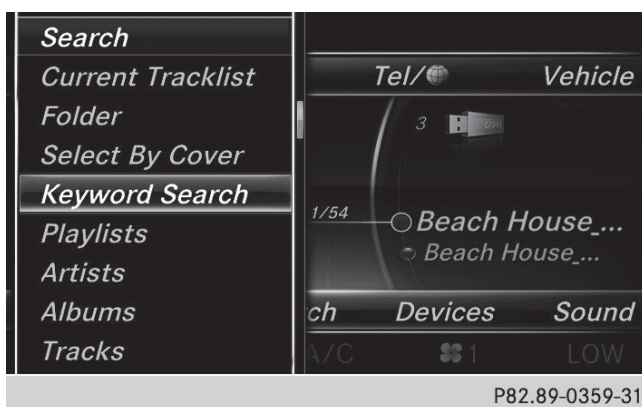 Search
Current Tracklist
Folder
Select By Cover
Keyword Search
Playlists
Artists
Albums
Tracks
Tel/ Vehicle
3
USB
1/54 Beach House_...
Beach House_...
ch Devices Sound
A/C 1 LOW
P82.89-0359-31